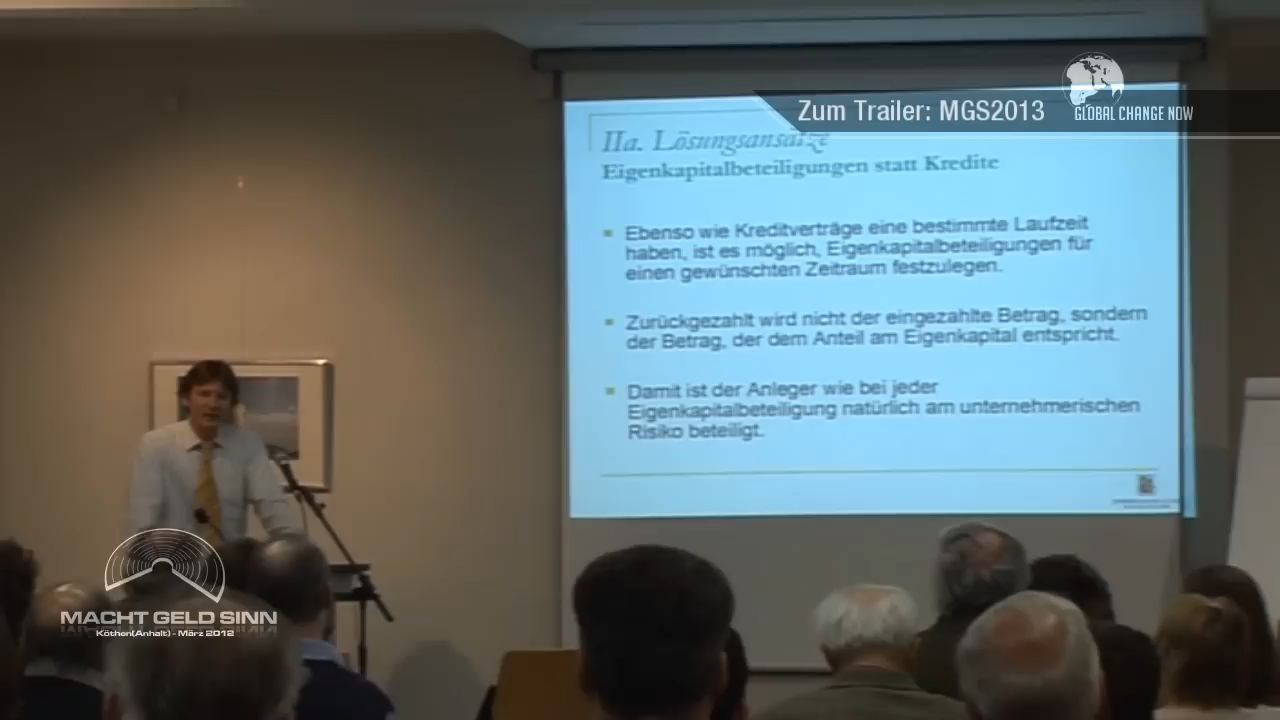 Zum Trailer: MGS2013
GLOBAL CHANGE NOW
IIa. Lösungsansätze
Eigenkapitalbeteiligungen statt Kredite
Ebenso wie Kreditverträge eine bestimmte Laufzeit
haben, ist es möglich, Eigenkapitalbeteiligungen für
einen gewünschten Zeitraum festzulegen.
Zurückgezahlt wird nicht der eingezahlte Betrag, sondern
der Betrag, der dem Anteil am Eigenkapital entspricht.
Damit ist der Anleger wie bei jeder
Eigenkapitalbeteiligung natürlich am unternehmerischen
Risiko beteiligt.
MACHT GELD SINN
Köthen(Anhalt) - März 2012